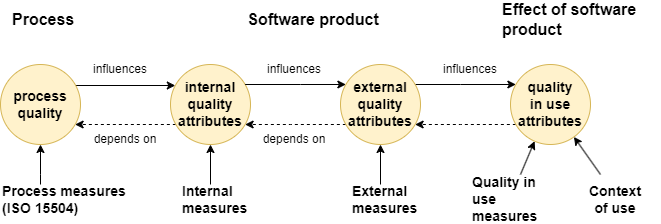 Process
Software product
Effect of software
product
influences
influences
influences
process
quality
internal
quality
attributes
external
quality
attributes
quality
in use
attributes
depends on
depends on
Process measures
(ISO 15504)
Internal
measures
External
measures
Quality in
use
measures
Context
of use